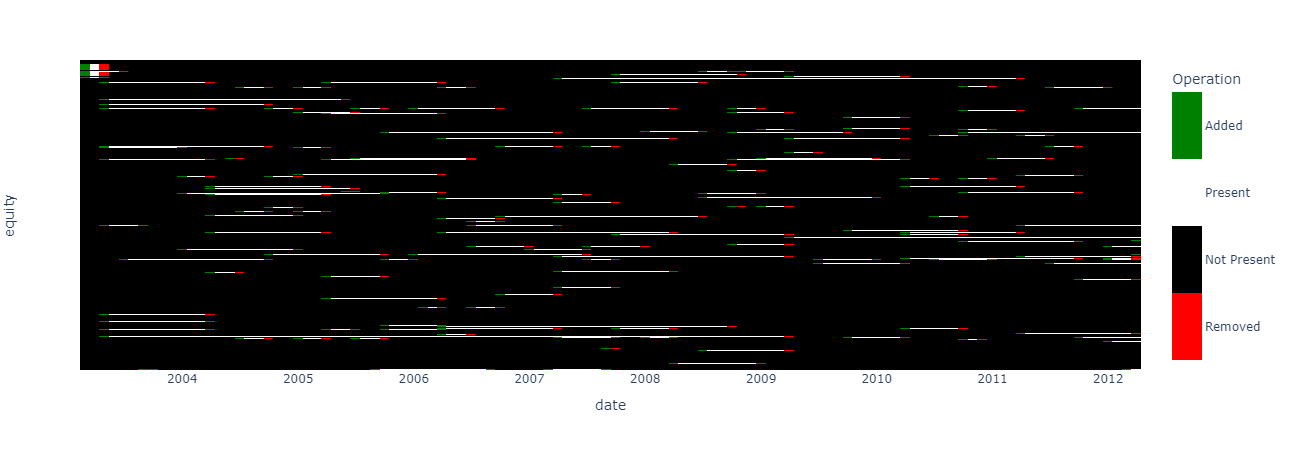 Operation
Added
Present
Not Present
Removed
equity
2004 2005 2006 2007 2008 2009 2010 2011 2012
date